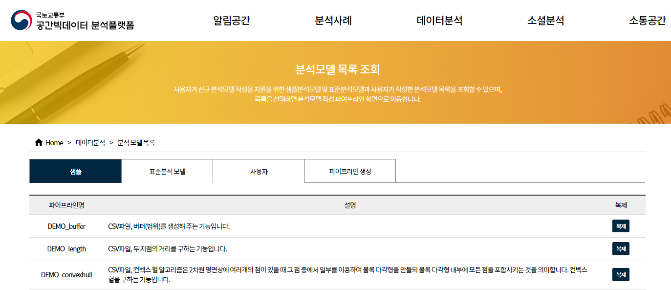 국토교통부
공간빅데이터 분석플랫폼
알림공간 분석사례 데이터분석 소셜분석 소통공간
분석모델 목록 조회
사용자가 신규 분석모델 작성을 지원을 위한 샘플분석모델 및 표준분석모델과 사용자가 작성한 분석모델 목록을 조회할 수 있으며,
목록을 선택하면 분석모델 작성 파이프라인 화면으로 이동합니다.
Home > 데이터분석 > 분석 모델 목록
샘플 표준분석 모델 사용자 파이프라인 생성
파이프라인명 설명 복제
DEMO_buffer CSV파일, 버퍼(범위)를 생성해 주는 기능입니다. 복제
DEMO_length CSV파일, 두 지점의 거리를 구하는 기능입니다. 복제
DEMO_convexhull CSV파일, 컨벡스 헐 알고리즘은 2차원 평면상에 여러개의 점이 있을 때 그 점 중에서 일부를 이용하여 볼록 다각형을 만들되 볼록 다각형 내부에 모든 점을 포함시키는 것을 의미합니다. 컨벡스 복제
헐을 구하는 기능입니다.